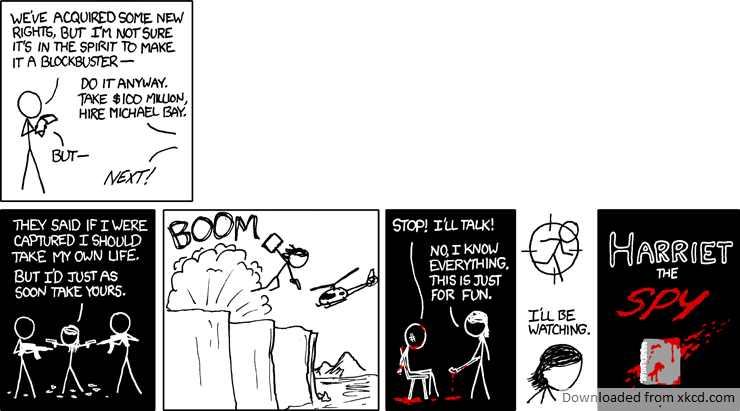 WE'VE ACQUIRED SOME NEW
RIGHTS, BUT I'M NOT SURE
IT'S IN THE SPIRIT TO MAKE
IT A BLOCKBUSTER—
DO IT ANYWAY.
TAKE $100 MILLION,
HIRE MICHAEL BAY.
BUT—
NEXT!
THEY SAID IF I WERE
CAPTURED I SHOULD
TAKE MY OWN LIFE.
BUT I'D JUST AS
SOON TAKE YOURS.
BOOM
STOP! I'LL TALK!
NO, I KNOW
EVERYTHING.
THIS IS JUST
FOR FUN.
I'LL BE
WATCHING.
HARRIET
THE
SPY
Downloaded from xkcd.com